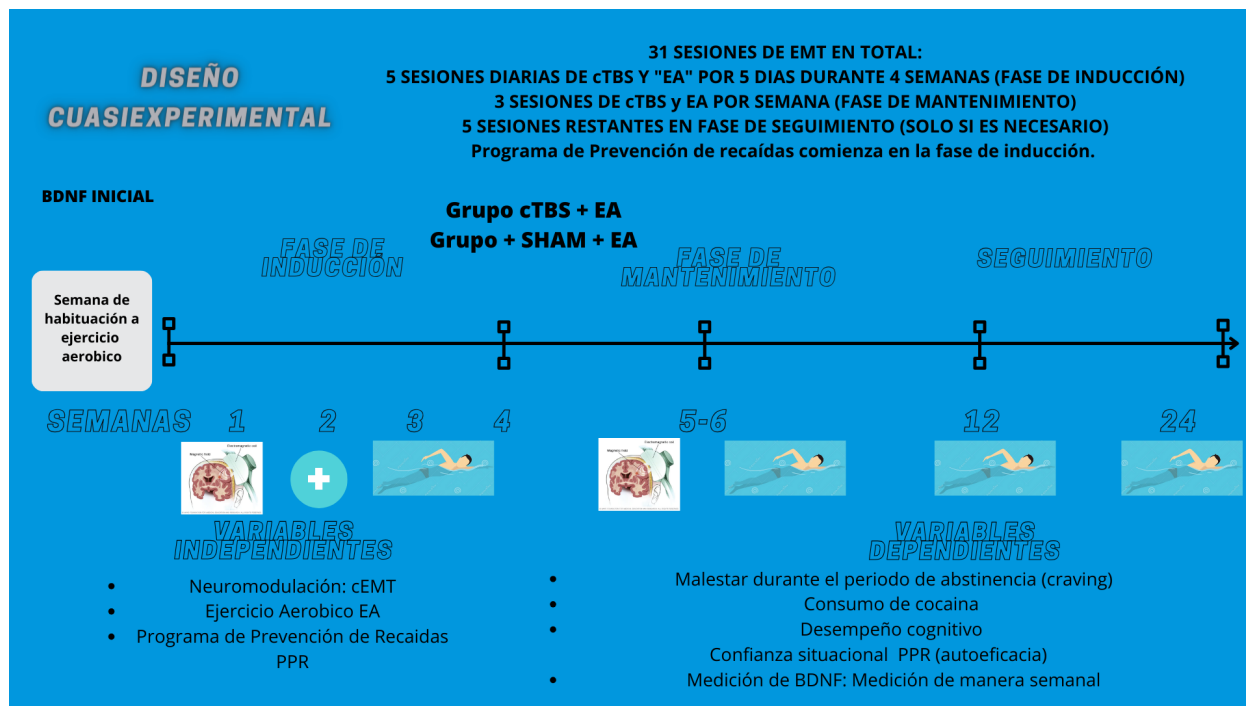 DISEÑO
CUASIEXPERIMENTAL
31 SESIONES DE EMT EN TOTAL:
5 SESIONES DIARIAS DE cTBS Y "EA" POR 5 DIAS DURANTE 4 SEMANAS (FASE DE INDUCCIÓN)
3 SESIONES DE cTBS y EA POR SEMANA (FASE DE MANTENIMIENTO)
5 SESIONES RESTANTES EN FASE DE SEGUIMIENTO (SOLO SI ES NECESARIO)
Programa de Prevención de recaídas comienza en la fase de inducción.
BDNF INICIAL
Grupo cTBS + EA
Grupo + SHAM + EA
FASE DE
INDUCCIÓN
FASE DE
MANTENIMIENTO
SEGUIMIENTO
Semana de
habituación a
ejercicio
aerobico
SEMANAS 1 2 3 4 5-6 12 24
VARIABLES
INDEPENDIENTES
• Neuromodulación: cEMT
• Ejercicio Aerobico EA
• Programa de Prevención de Recaidas
PPR
VARIABLES
DEPENDIENTES
• Malestar durante el periodo de abstinencia (craving)
• Consumo de cocaina
• Desempeño cognitivo
Confianza situacional PPR (autoeficacia)
• Medición de BDNF: Medición de manera semanal